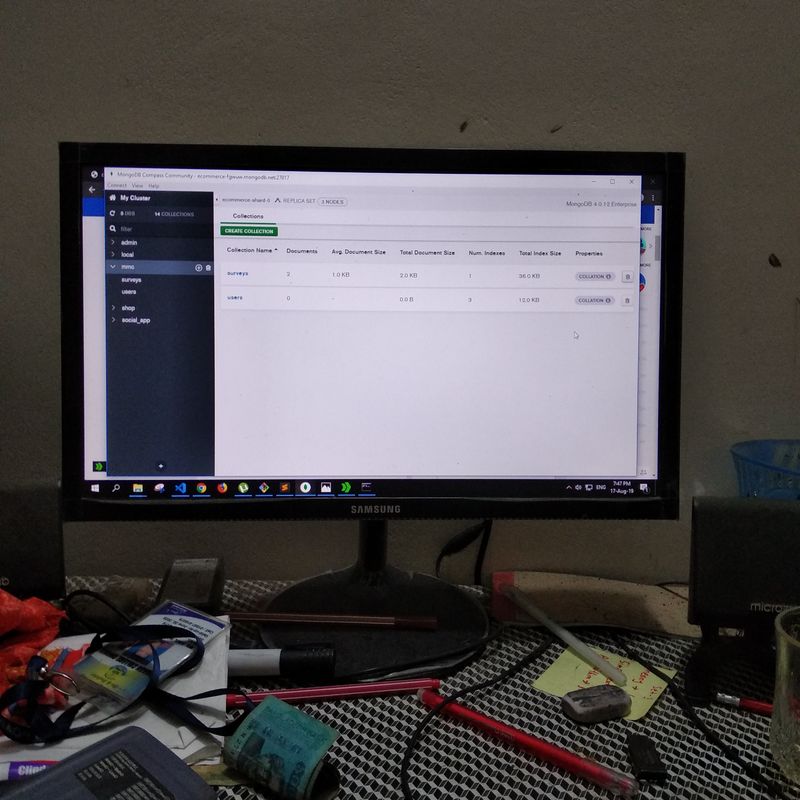 MongoDB Compass Community - ecommerce-fgwuw.mongodb.net:27017
Connect View Help
My Cluster
ecommerce-shard-0 REPLICA SET 3 NODES
MongoDB 4.0.12 Enterprise
6 DBS 14 COLLECTIONS
Collections
filter
CREATE COLLECTION
admin
local
mmc
surveys
users
shop
social_app
Collection Name Documents Avg. Document Size Total Document Size Num. Indexes Total Index Size Properties
surveys 2 1.0 KB 2.0 KB 1 36.0 KB COLLATION
users 0 - 0.0 B 3 12.0 KB COLLATION
ENG
7:47 PM
17-Aug-19
SAMSUNG